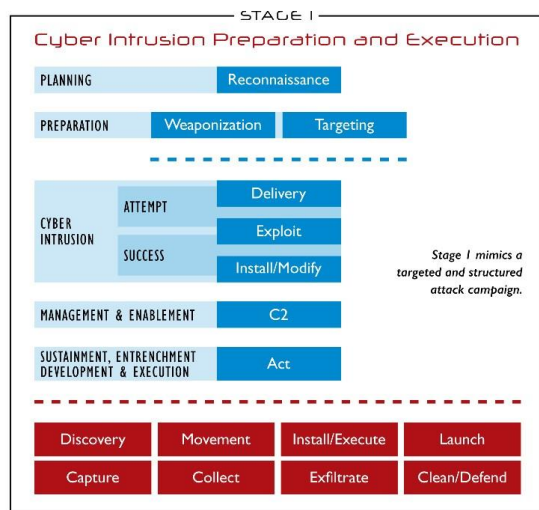 STAGE 1
Cyber Intrusion Preparation and Execution
PLANNING
Reconnaissance
PREPARATION
Weaponization
Targeting
CYBER
INTRUSION
ATTEMPT
SUCCESS
Delivery
Exploit
Install/Modify
Stage 1 mimics a
targeted and structured
attack campaign.
MANAGEMENT & ENABLEMENT
C2
SUSTAINMENT, ENTRENCHMENT
DEVELOPMENT & EXECUTION
Act
Discovery
Movement
Install/Execute
Launch
Capture
Collect
Exfiltrate
Clean/Defend